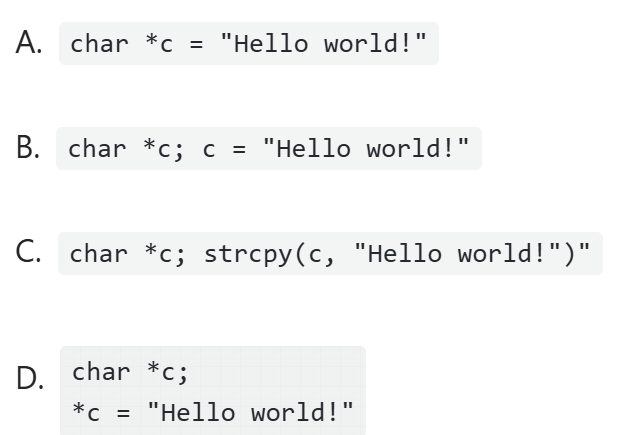 A. char *c = "Hello world!"
B. char *c; c = "Hello world!"
C. char *c; strcpy(c, "Hello world!")"
D. char *c;
*c = "Hello world!"